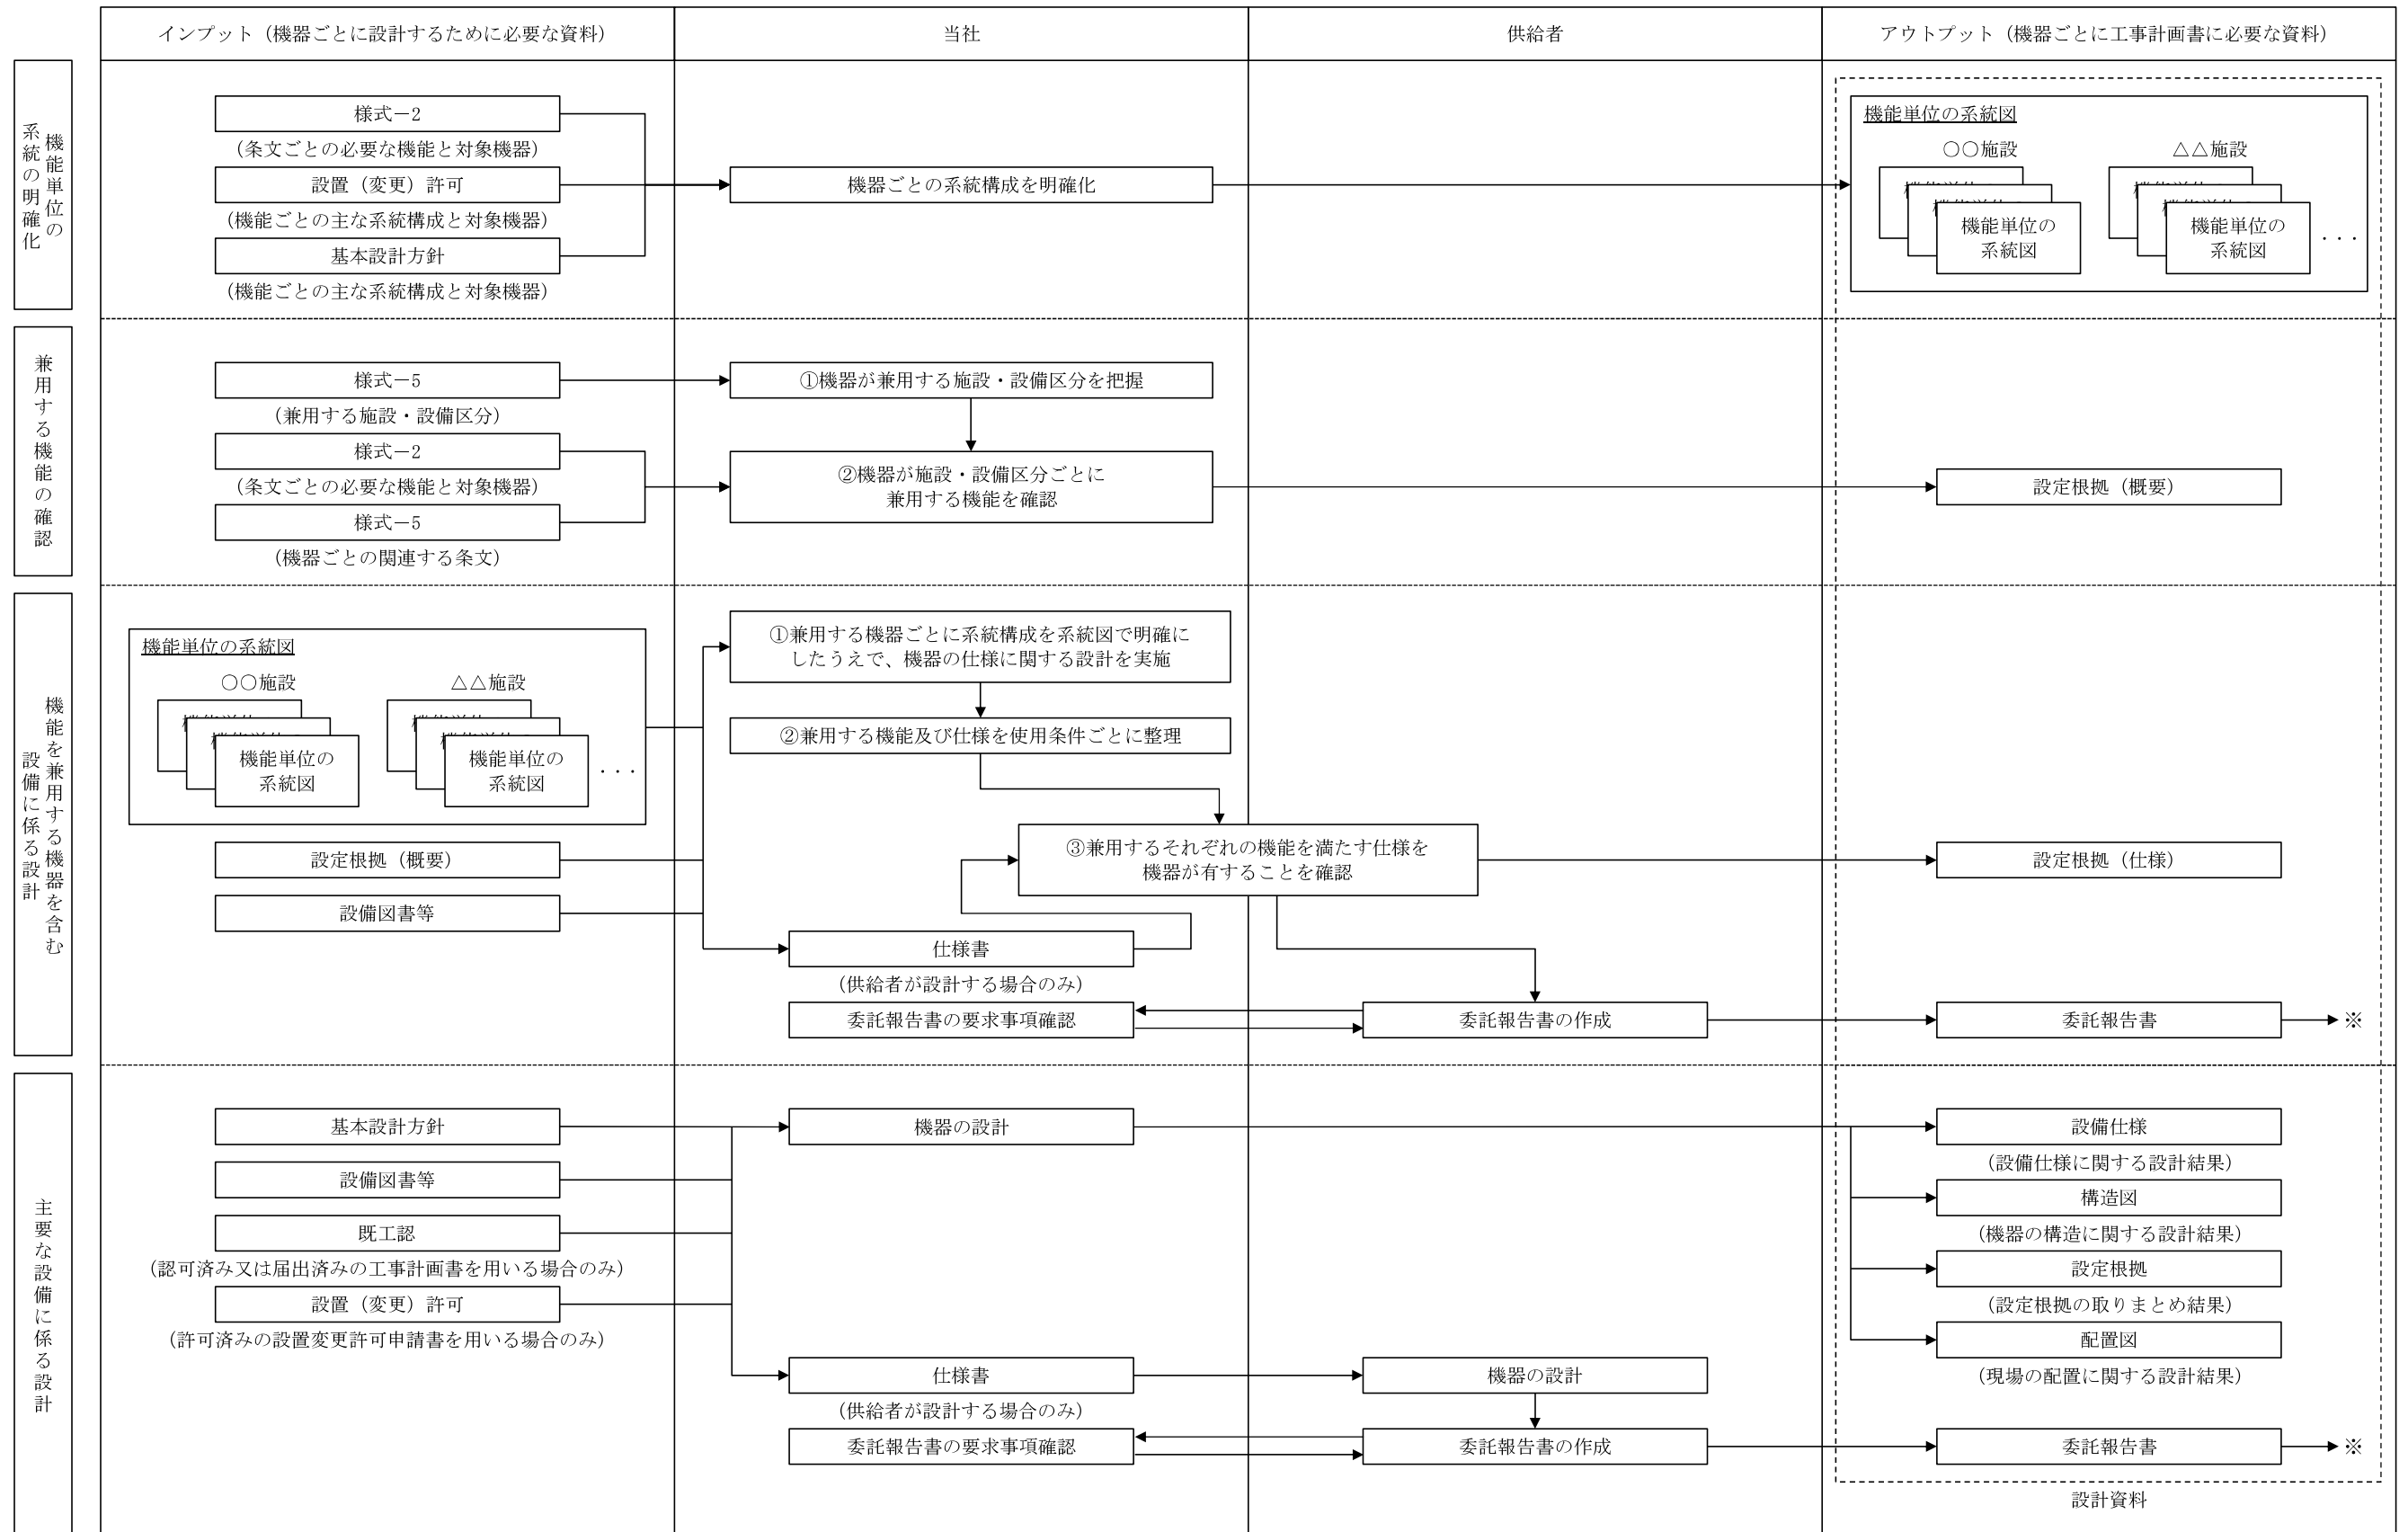 インプット（機器ごとに設計するために必要な資料）
当社
供給者
アウトプット（機器ごとに工事計画書に必要な資料）
機能単位の
系統の明確化
様式－2
（条文ごとの必要な機能と対象機器）
設置（変更）許可
（機能ごとの主な系統構成と対象機器）
基本設計方針
（機能ごとの主な系統構成と対象機器）
機器ごとの系統構成を明確化
機能単位の系統図
〇〇施設
△△施設
機能単位の
系統図
機能単位の
系統図
・・・
兼用する機能の確認
様式－5
（兼用する施設・設備区分）
様式－2
（条文ごとの必要な機能と対象機器）
様式－5
（機器ごとの関連する条文）
①機器が兼用する施設・設備区分を把握
②機器が施設・設備区分ごとに
兼用する機能を確認
設定根拠（概要）
機能を兼用する機器を含む
設備に係る設計
機能単位の系統図
〇〇施設
△△施設
機能単位の
系統図
機能単位の
系統図
・・・
設定根拠（概要）
設備図書等
①兼用する機器ごとに系統構成を系統図で明確に
したうえで、機器の仕様に関する設計を実施
②兼用する機能及び仕様を使用条件ごとに整理
③兼用するそれぞれの機能を満たす仕様を
機器が有することを確認
設定根拠（仕様）
仕様書
（供給者が設計する場合のみ）
委託報告書の要求事項確認
委託報告書の作成
委託報告書
※
主要な設備に係る設計
基本設計方針
設備図書等
既工認
（認可済み又は届出済みの工事計画書を用いる場合のみ）
設置（変更）許可
（許可済みの設置変更許可申請書を用いる場合のみ）
機器の設計
設備仕様
（設備仕様に関する設計結果）
構造図
（機器の構造に関する設計結果）
設定根拠
（設定根拠の取りまとめ結果）
配置図
（現場の配置に関する設計結果）
仕様書
（供給者が設計する場合のみ）
機器の設計
委託報告書の要求事項確認
委託報告書の作成
委託報告書
※
設計資料